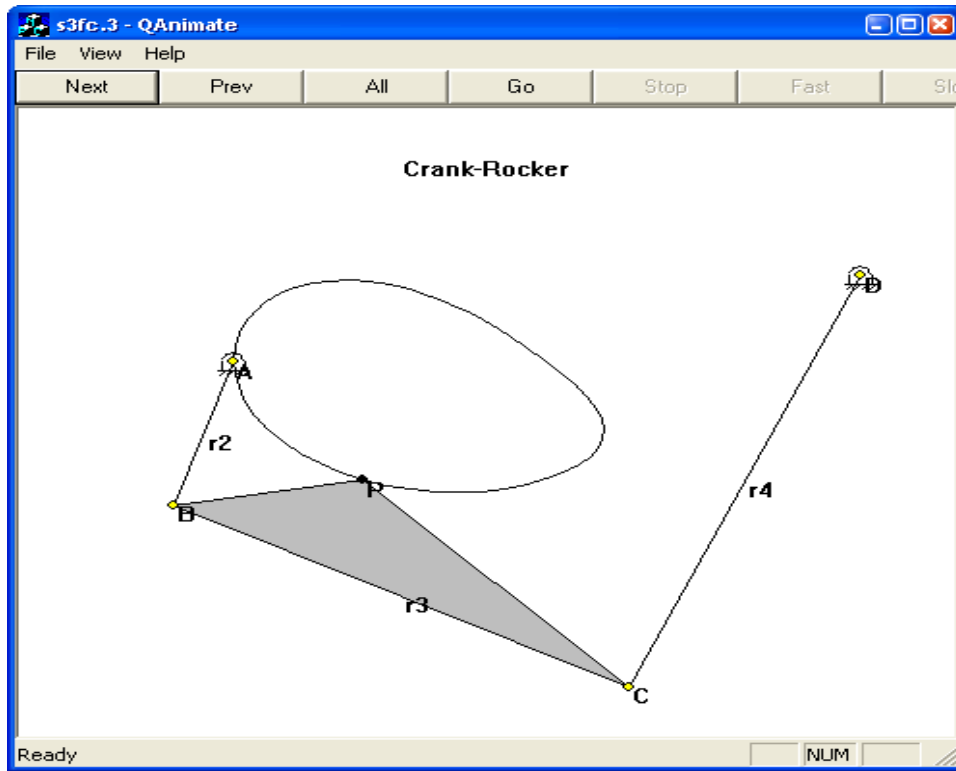 s3fc.3 - QAnimate
File View Help
Next Prev All Go Stop Fast Slo
Crank-Rocker
D
A
r2
P
r4
B
r3
C
Ready NUM